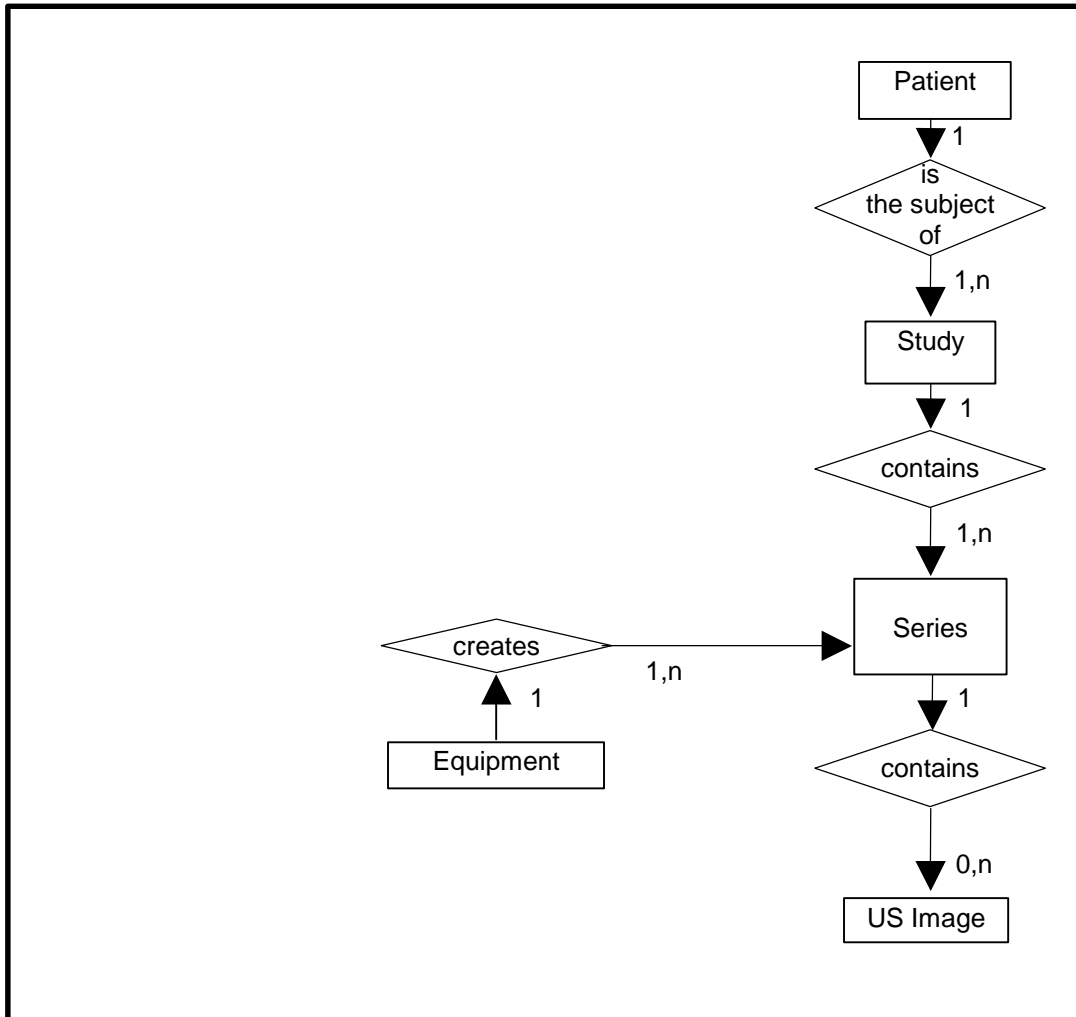 Patient
1
is
the subject
of
1,n
Study
1
contains
1,n
Series
creates
1,n
1
1
Equipment
contains
0,n
US Image